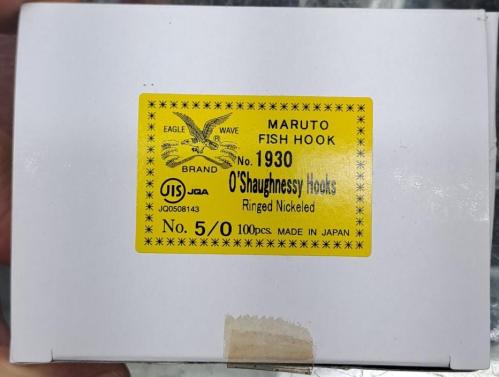 EAGLE WAVE
BRAND
MARUTO
FISH HOOK
No. 1930
O'Shaughnessy Hooks
Ringed Nickeled
JIS JQA
JQ0508143
No. 5/0 100pcs. MADE IN JAPAN